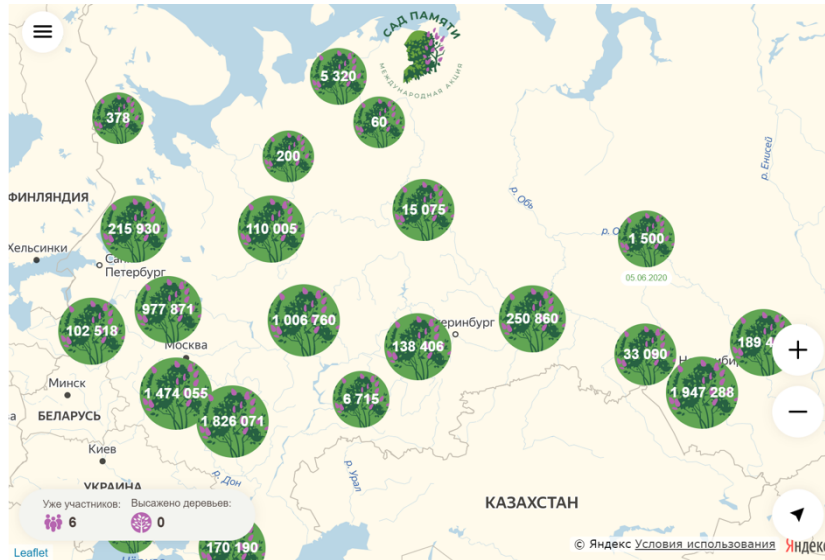 САД ПАМЯТИ
МЕЖДУНАРОДНАЯ АКЦИЯ
5 320
378
60
200
р. Енисей
ФИНЛЯНДИЯ
15 075
р. Обь
215 930
110 005
1 500
Хельсинки
Петербург
05.06.2020
977 871
1 006 760
250 860
102 518
138 406
Москва
33 090
Минск
1 474 055
6 715
1 947 288
БЕЛАРУСЬ
1 826 071
Киев
р. Дон
р. Урал
УКРАИНА
КАЗАХСТАН
Уже участников: Высажено деревьев:
6 0
170 190
Leaflet
© Яндекс Условия использования